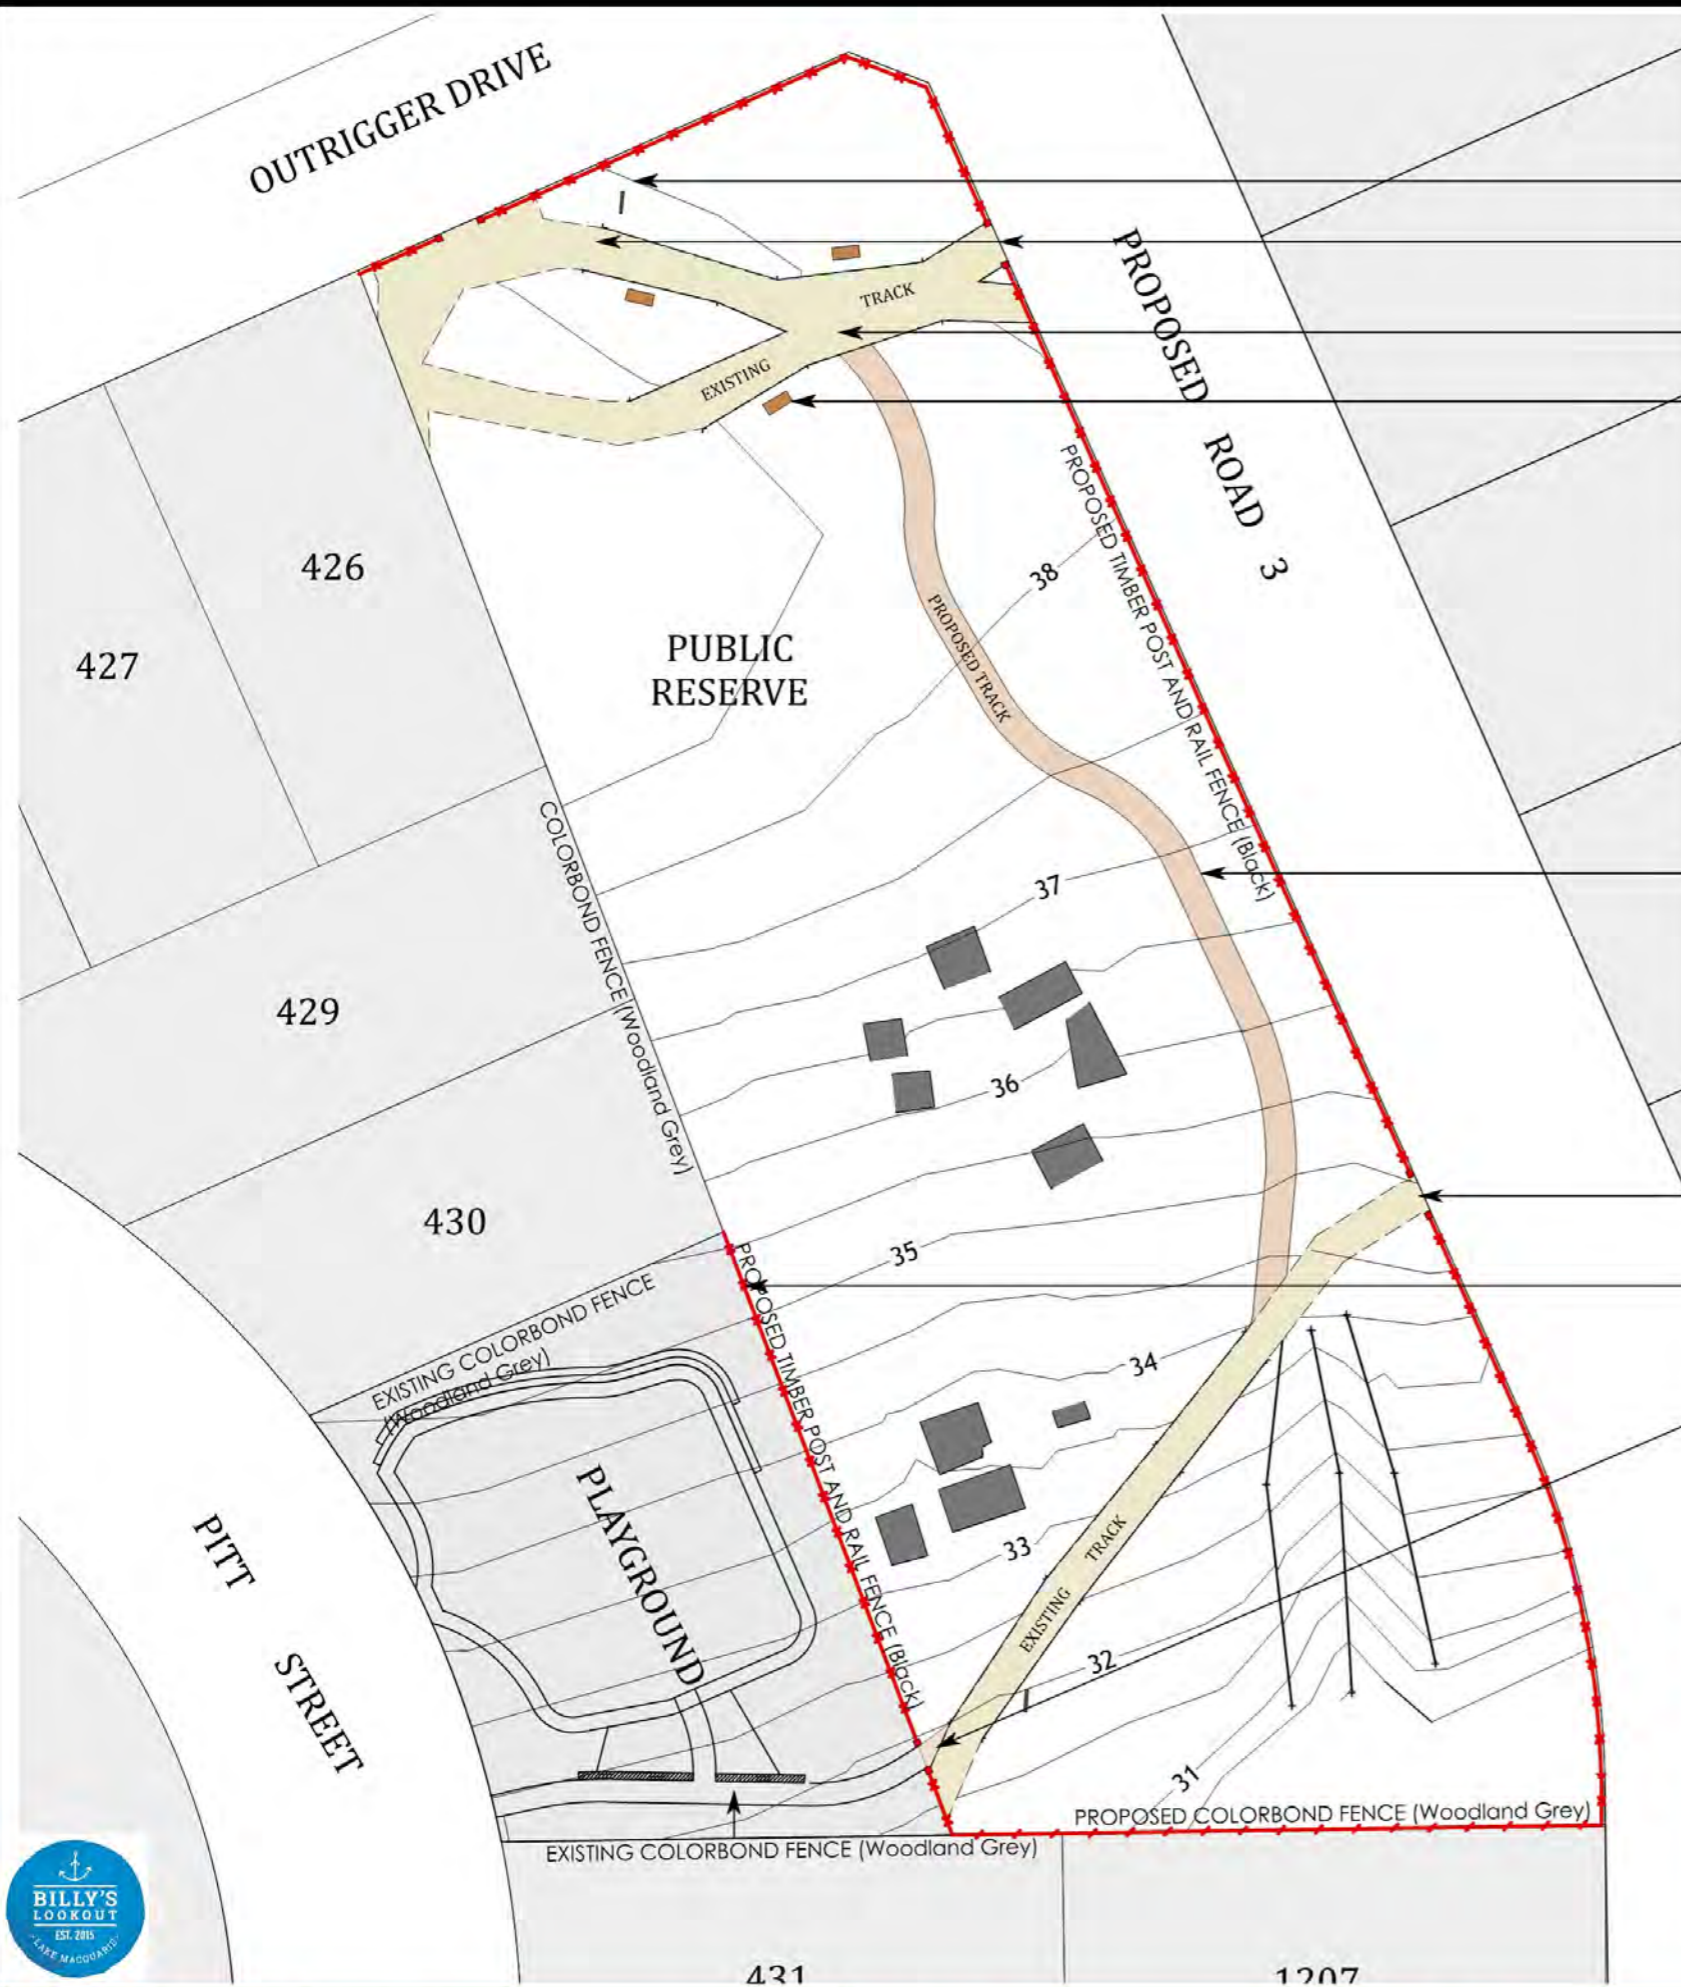 OUTRIGGER DRIVE
PROPOSED ROAD 3
TRACK
EXISTING
426
427
PUBLIC
RESERVE
PROPOSED TRACK
38
PROPOSED TIMBER POST AND RAIL FENCE (Black)
COLORBOND FENCE (Woodland Grey)
37
429
36
430
35
EXISTING COLORBOND FENCE
(Woodland Grey)
PROPOSED TIMBER POST AND RAIL FENCE (Black)
34
PLAYGROUND
33
EXISTING TRACK
PITT STREET
32
31
PROPOSED COLORBOND FENCE (Woodland Grey)
EXISTING COLORBOND FENCE (Woodland Grey)
BILLY'S
LOOKOUT
EST. 2015
LAKE MACQUARIE
431
1207